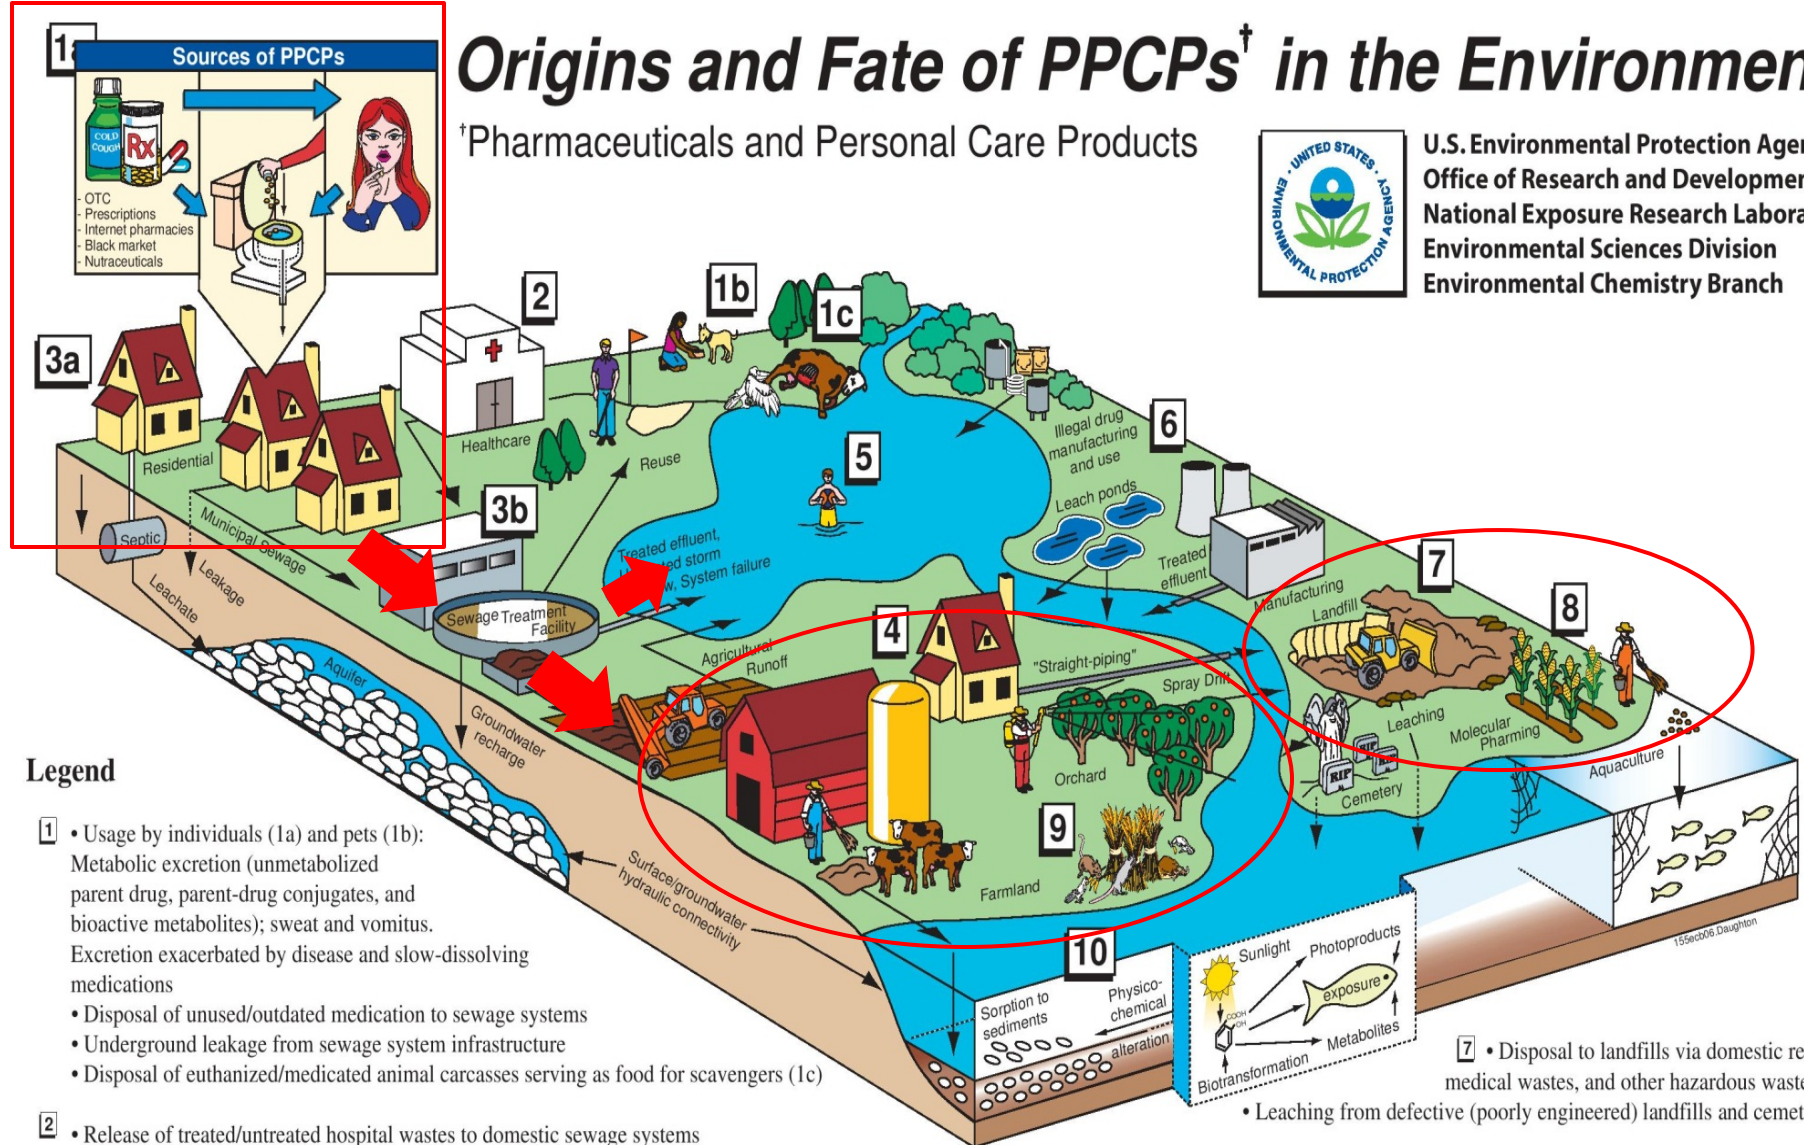 1a
Sources of PPCPs
COLD
COUGH
Rx
- OTC
- Prescriptions
- Internet pharmacies
- Black market
- Nutraceuticals
Origins and Fate of PPCPs† in the Environmen
†Pharmaceuticals and Personal Care Products
UNITED STATES
ENVIRONMENTAL PROTECTION AGENCY
U.S. Environmental Protection Agen
Office of Research and Developmen
National Exposure Research Labora
Environmental Sciences Division
Environmental Chemistry Branch
2
1b
1c
3a
Residential
Healthcare
Reuse
5
Illegal drug
manufacturing
and use
6
Leach ponds
3b
Septic
Municipal Sewage
Leakage
Leachate
Sewage Treatment
Facility
Treated effluent,
System failure
Treated
effluent
Manufacturing
7
Landfill
8
4
Agricultural
Runoff
"Straight-piping"
Spray Drift
Leaching
Molecular
Pharming
Aquaculture
Aquifer
Groundwater
recharge
Orchard
RIP
RIP
RIP
Cemetery
9
Farmland
Surface/groundwater
hydraulic connectivity
10
Sorption to
sediments
Physico-
chemical
alteration
Sunlight
Photoproducts
exposure
COOH
OH
Metabolites
Biotransformation
155ecb06.Daughton
Legend
1 • Usage by individuals (1a) and pets (1b):
Metabolic excretion (unmetabolized
parent drug, parent-drug conjugates, and
bioactive metabolites); sweat and vomitus.
Excretion exacerbated by disease and slow-dissolving
medications
• Disposal of unused/outdated medication to sewage systems
• Underground leakage from sewage system infrastructure
• Disposal of euthanized/medicated animal carcasses serving as food for scavengers (1c)
2 • Release of treated/untreated hospital wastes to domestic sewage systems
7 • Disposal to landfills via domestic re
medical wastes, and other hazardous waste
• Leaching from defective (poorly engineered) landfills and cemet